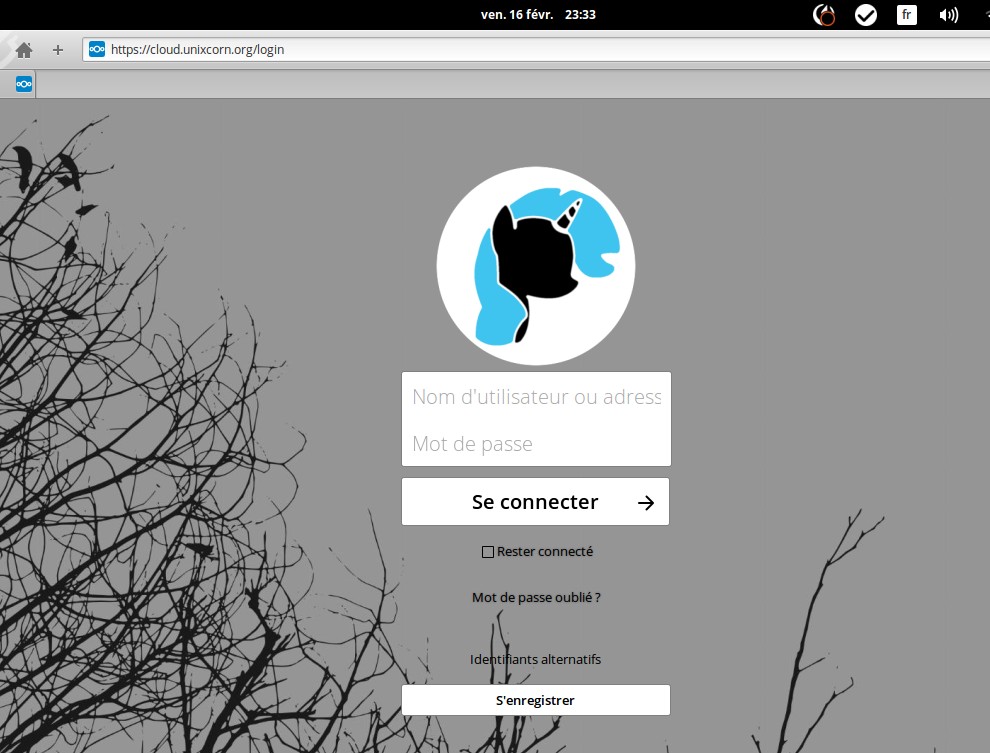 ven. 16 févr. 23:33
fr
https://cloud.unixcorn.org/login
Nom d'utilisateur ou adress
Mot de passe
Se connecter
Rester connecté
Mot de passe oublié ?
Identifiants alternatifs
S'enregistrer